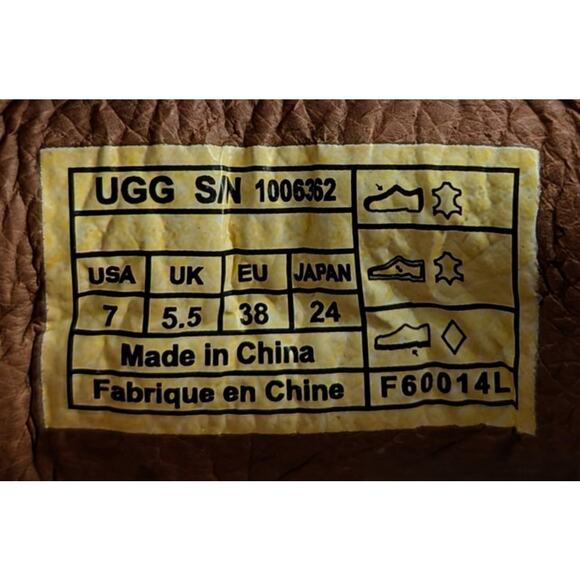 UGG S/N 1006362
USA UK EU JAPAN
7 5.5 38 24
Made in China
Fabrique en Chine
F60014L